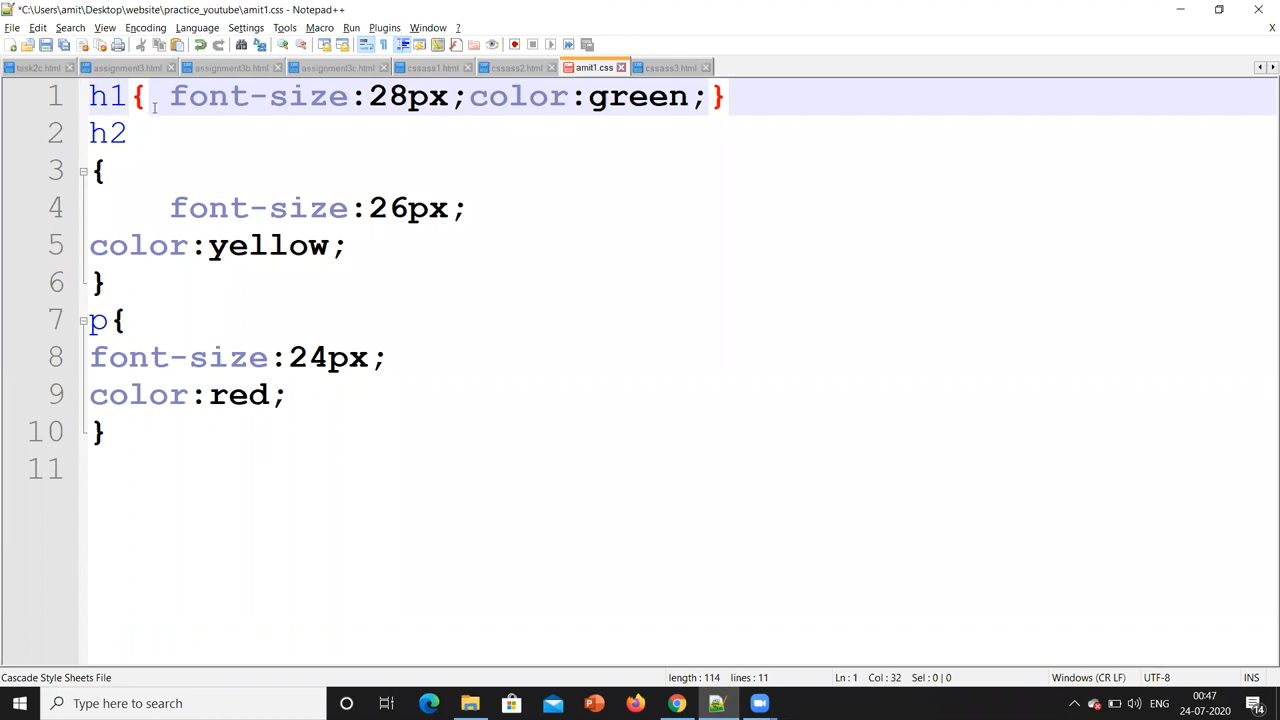 *C:\Users\amit\Desktop\website\practice_youtube\amit1.css - Notepad++
File Edit Search View Encoding Language Settings Tools Macro Run Plugins Window ?
X
task2c.html assignment3.html assignment3b.html assignment3c.html cssass1.html cssass2.html amit1.css cssass3.html
1 h1{ font-size:28px;color:green;}
2 h2
3 {
4 font-size:26px;
5 color:yellow;
6 }
7 p{
8 font-size:24px;
9 color:red;
10 }
11
Cascade Style Sheets File length : 114 lines : 11 Ln : 1 Col : 32 Sel : 0 | 0 Windows (CR LF) UTF-8 INS
Type here to search ENG 00:47
24-07-2020 14